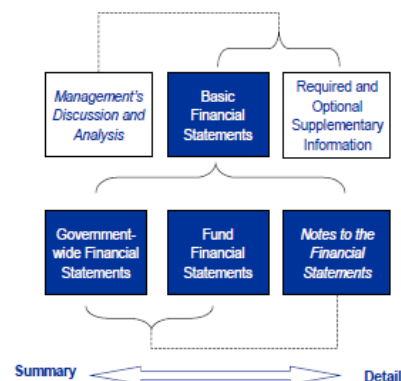 Management's
Discussion and
Analysis
Basic
Financial
Statements
Required and
Optional
Supplementary
Information
Government-
wide Financial
Statements
Fund
Financial
Statements
Notes to the
Financial
Statements
Summary
Detail